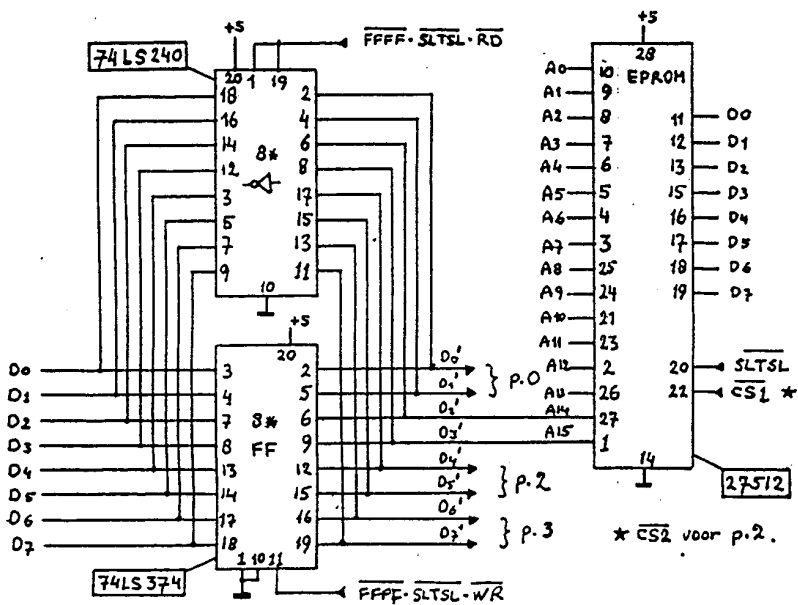 +5
74LS240
20 1 19
FFFF·SLTSL·RD
18 2
16 4
14 6
12 8
3 17
5 15
7 13
9 11
8*
10
+5
20
D0 3 2 D0'
D1 4 5 D1' } p.0
D2 7 6 D2'
D3 8 9 D3'
D4 13 12 D4'
D5 14 15 D5' } p.2
D6 17 16 D6'
D7 18 19 D7' } p.3
8*
FF
1 10 11
74LS374
FFFF·SLTSL·WR
+5
28
EPROM
A0 10
A1 9
A2 8 11 D0
A3 7 12 D1
A4 6 13 D2
A5 5 15 D3
A6 4 16 D4
A7 3 17 D5
A8 25 18 D6
A9 24 19 D7
A10 21
A11 23
A12 2 20 SLTSL
A13 26 22 CS1 *
A14 27
A15 1
14
27512
* CS2 voor p.2.